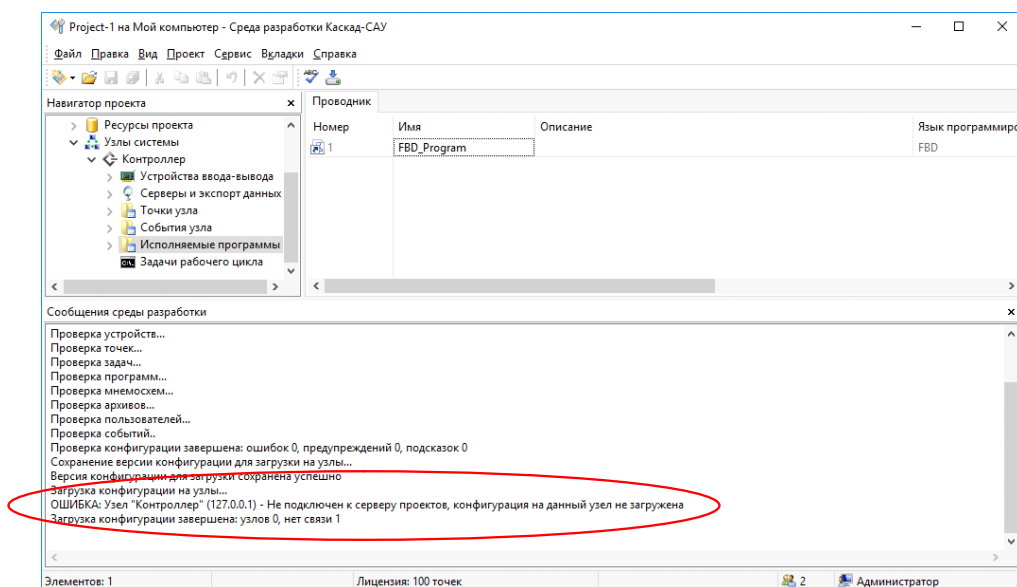 Project-1 на Мой компьютер - Среда разработки Каскад-САУ
Файл Правка Вид Проект Сервис Вкладки Справка
Навигатор проекта
Ресурсы проекта
Узлы системы
Контроллер
Устройства ввода-вывода
Серверы и экспорт данных
Точки узла
События узла
Исполняемые программы
Задачи рабочего цикла
Проводник
Номер Имя Описание Язык программиро
1 FBD_Program FBD
Сообщения среды разработки
Проверка устройств...
Проверка точек...
Проверка задач...
Проверка программ...
Проверка мнемосхем...
Проверка архивов...
Проверка пользователей...
Проверка событий..
Проверка конфигурации завершена: ошибок 0, предупреждений 0, подсказок 0
Сохранение версии конфигурации для загрузки на узлы...
Версия конфигурации для загрузки сохранена успешно
Загрузка конфигурации на узлы...
ОШИБКА: Узел "Контроллер" (127.0.0.1) - Не подключен к серверу проектов, конфигурация на данный узел не загружена
Загрузка конфигурации завершена: узлов 0, нет связи 1
Элементов: 1 Лицензия: 100 точек 2 Администратор